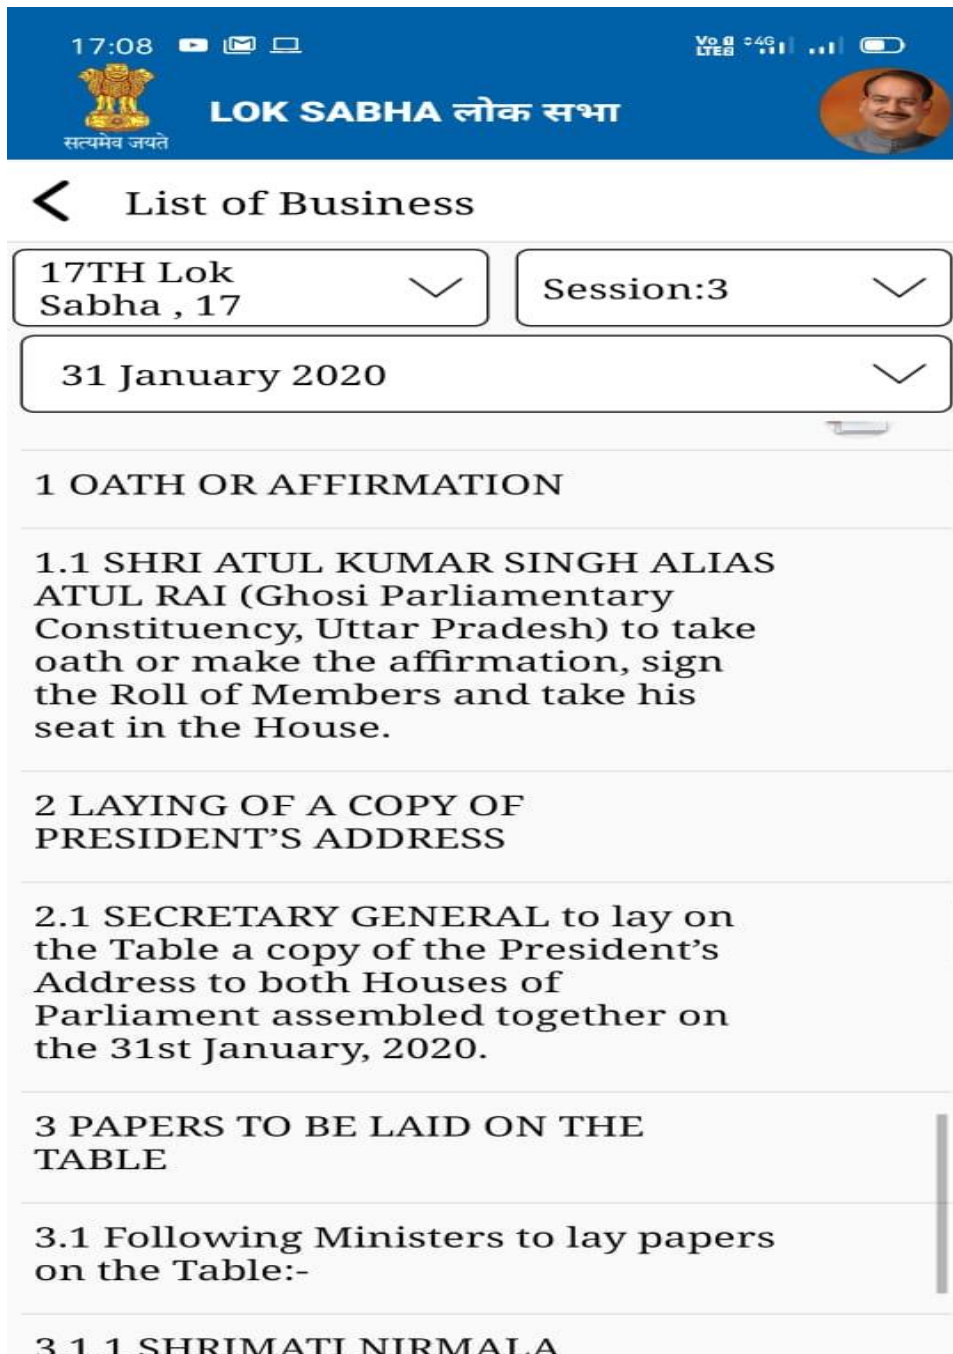 17:08
Vo 1 LTE2 4G
LOK SABHA लोक सभा
सत्यमेव जयते
List of Business
17TH Lok
Sabha , 17
Session:3
31 January 2020
1 OATH OR AFFIRMATION
1.1 SHRI ATUL KUMAR SINGH ALIAS
ATUL RAI (Ghosi Parliamentary
Constituency, Uttar Pradesh) to take
oath or make the affirmation, sign
the Roll of Members and take his
seat in the House.
2 LAYING OF A COPY OF
PRESIDENT’S ADDRESS
2.1 SECRETARY GENERAL to lay on
the Table a copy of the President’s
Address to both Houses of
Parliament assembled together on
the 31st January, 2020.
3 PAPERS TO BE LAID ON THE
TABLE
3.1 Following Ministers to lay papers
on the Table:-
3.1.1 SHRIMATI NIRMALA